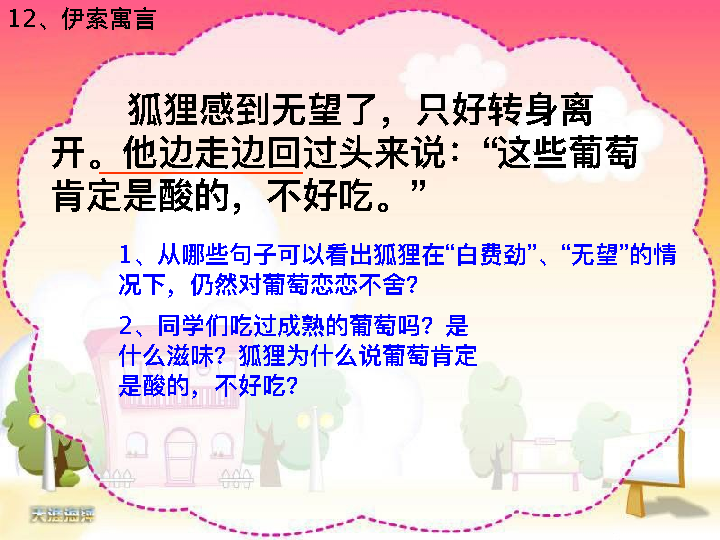 12、伊索寓言
狐狸感到无望了，只好转身离
开。他边走边回过头来说：“这些葡萄
肯定是酸的，不好吃。”
1、从哪些句子可以看出狐狸在“白费劲”、“无望”的情
况下，仍然对葡萄恋恋不舍？
2、同学们吃过成熟的葡萄吗？是
什么滋味？狐狸为什么说葡萄肯定
是酸的，不好吃？